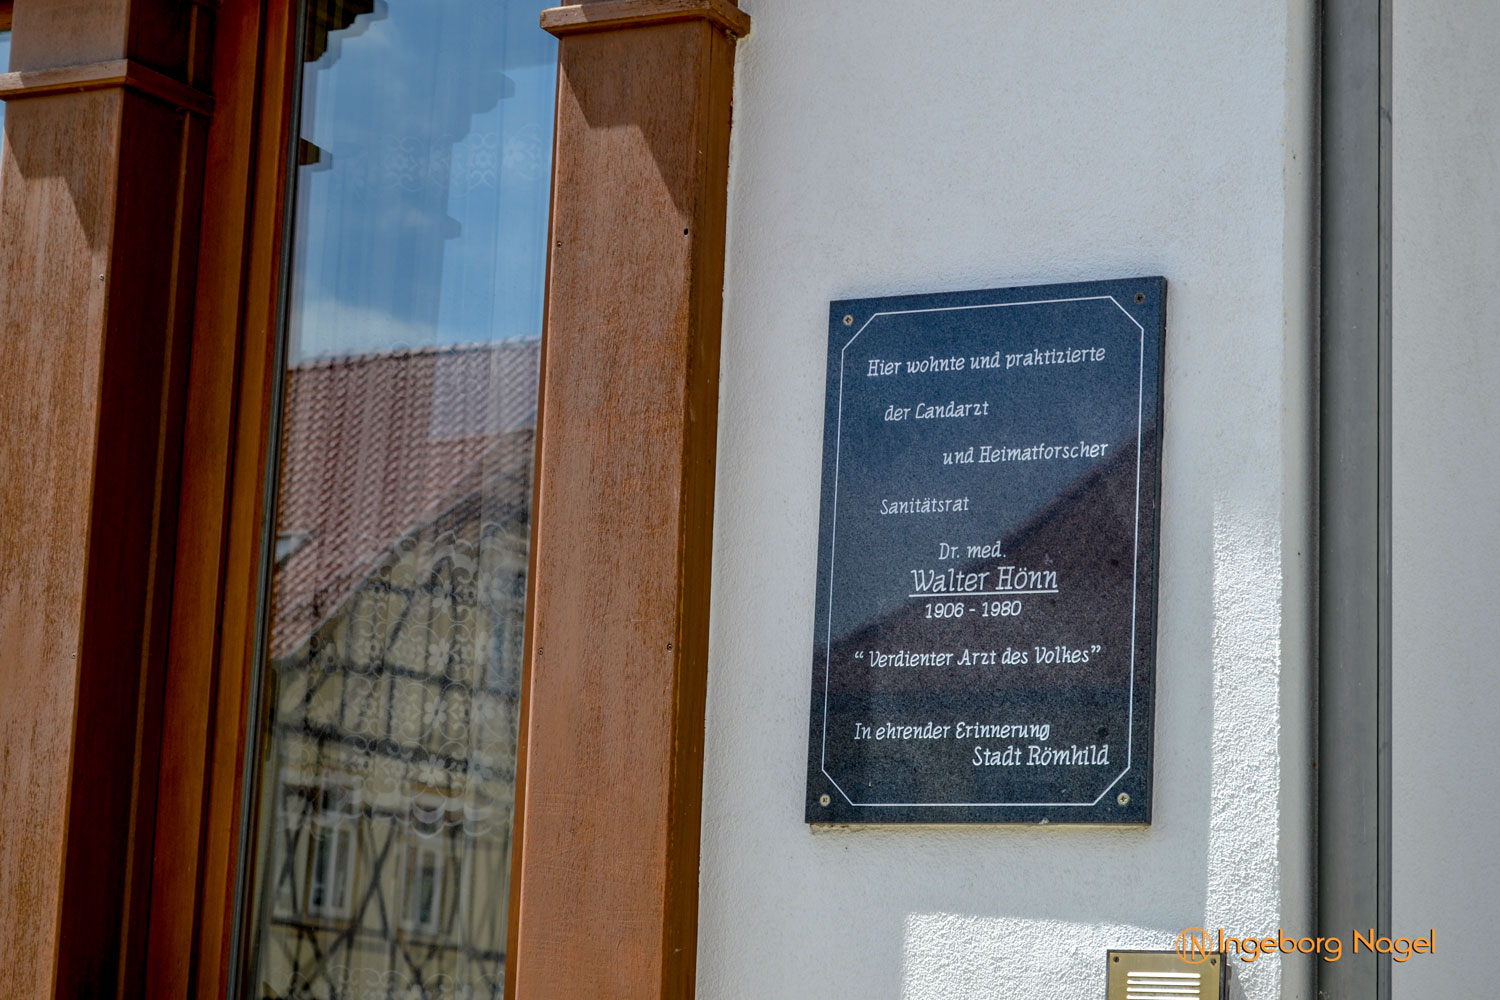 Hier wohnte und praktizierte
der Landarzt
und Heimatforscher
Sanitätsrat
Dr. med.
Walter Hönn
1906 - 1980
“ Verdienter Arzt des Volkes”
In ehrender Erinnerung
Stadt Römhild
IN Ingeborg Nagel